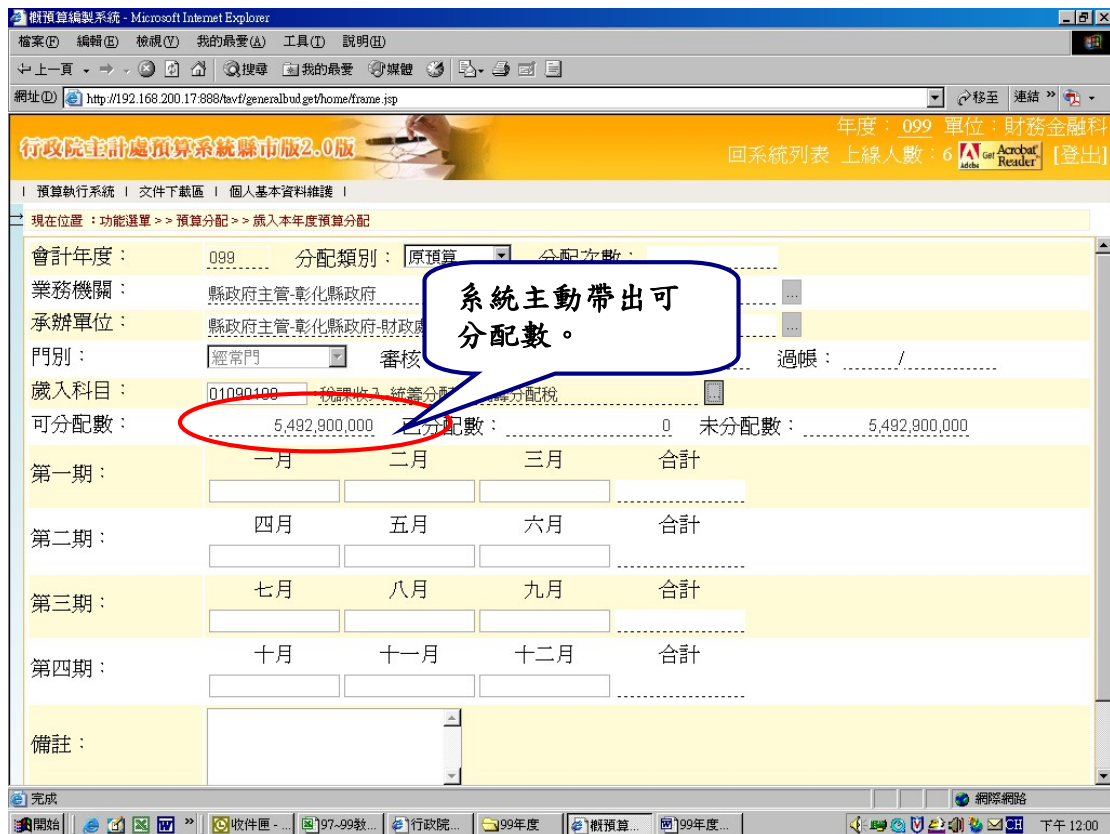 概預算編製系統 - Microsoft Internet Explorer
檔案(F) 編輯(E) 檢視(V) 我的最愛(A) 工具(T) 說明(H)
上一頁 搜尋 我的最愛 媒體
網址(D) http://192.168.200.17:888/tavf/generalbudget/home/frame.jsp 移至 連結 »
行政院主計處預算系統縣市版2.0版
年度：099 單位：財務金融科
回系統列表 上線人數：6 Adobe Get Acrobat Reader [登出]
| 預算執行系統 | 文件下載區 | 個人基本資料維護 |
現在位置：功能選單>>預算分配>>歲入本年度預算分配
會計年度： 099 分配類別： 原預算 分配次數：
業務機關： 縣政府主管-彰化縣政府 ...
承辦單位： 縣政府主管-彰化縣政府-財政處 ...
系統主動帶出可
分配數。
門別： 經常門 審核 過帳： /
歲入科目： 01090100 稅課收入-統籌分配 統籌分配稅 ...
可分配數： 5,492,900,000 已分配數： 0 未分配數： 5,492,900,000
一月 二月 三月 合計
第一期：
四月 五月 六月 合計
第二期：
七月 八月 九月 合計
第三期：
十月 十一月 十二月 合計
第四期：
備註：
完成 網際網路
開始 » 收件匣 - ... 97~99教... 行政院... 99年度 概預算... 99年度... CH 下午 12:00